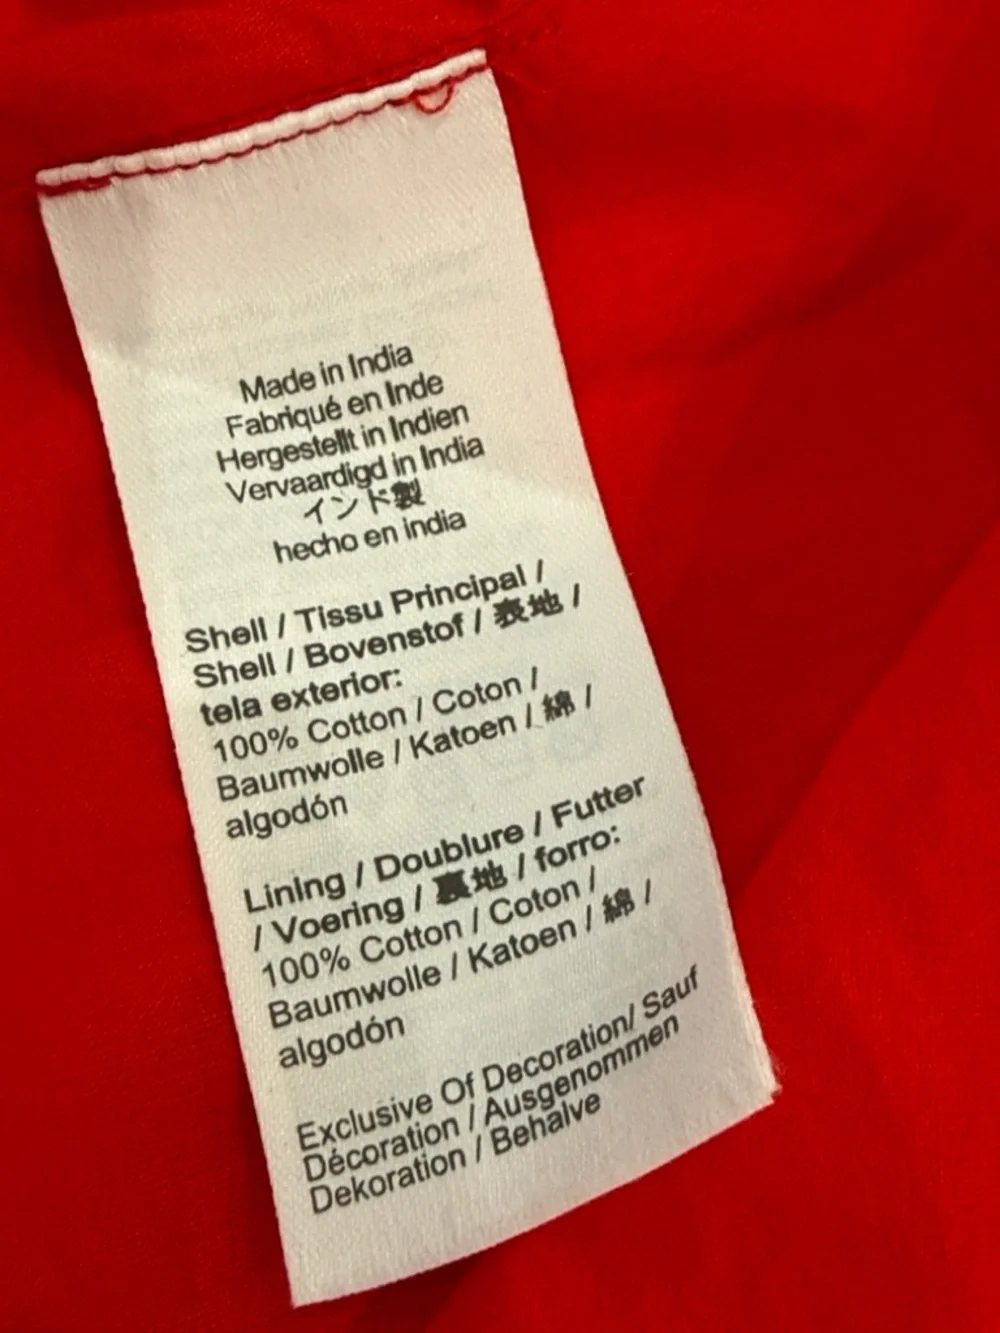 Made in India
Fabriqué en Inde
Hergestellt in Indien
Vervaardigd in India
インド製
hecho en india
Shell / Tissu Principal /
Shell / Bovenstof / 表地 /
tela exterior:
100% Cotton / Coton /
Baumwolle / Katoen / 綿 /
algodón
Lining / Doublure / Futter
/ Voering / 裏地 / forro:
100% Cotton / Coton /
Baumwolle / Katoen / 綿 /
algodón
Exclusive Of Decoration/ Sauf
Décoration / Ausgenommen
Dekoration / Behalve